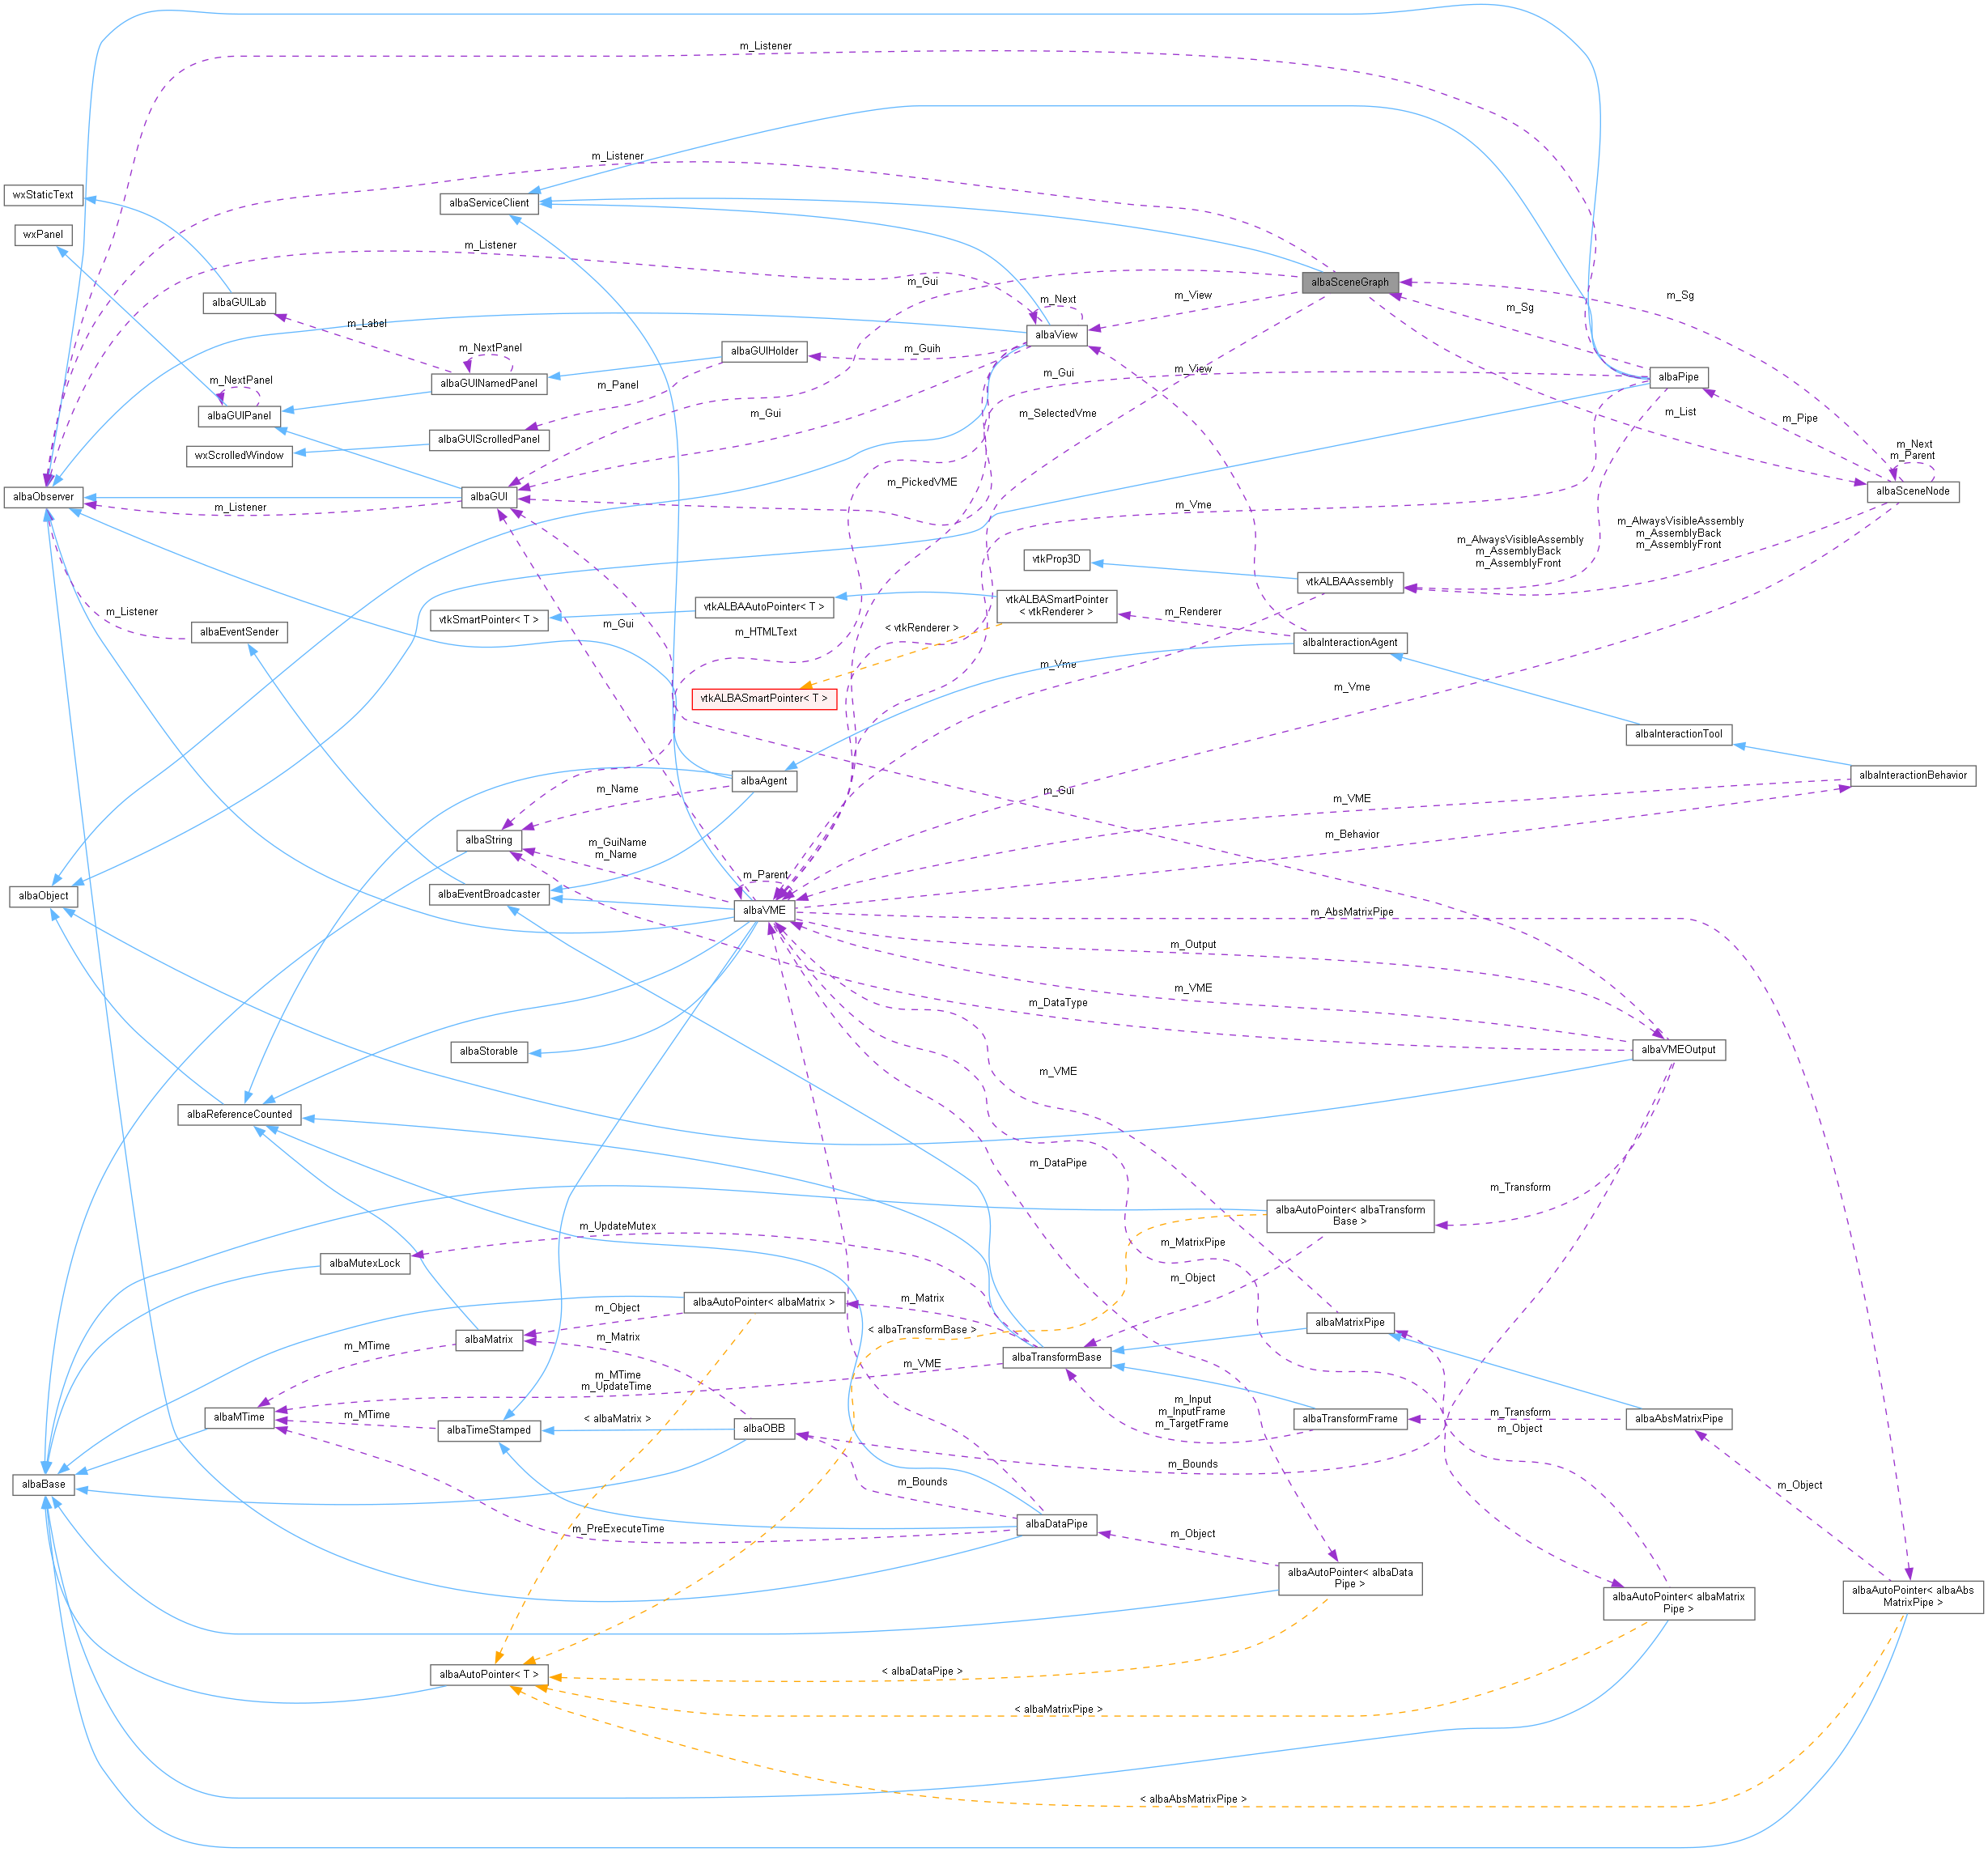 m_Listener
m_Listener
wxStaticText
albaServiceClient
wxPanel
m_Listener
m_Gui
albaSceneGraph
m_Sg
albaGUILab
m_Next
m_View
m_Sg
m_Label
albaView
m_NextPanel
albaGUIHolder
m_Guih
m_NextPanel
albaGUINamedPanel
m_Panel
m_Gui
m_View
albaPipe
albaGUIPanel
m_Gui
m_SelectedVme
m_List
m_Pipe
albaGUIScrolledPanel
m_Next
m_Parent
wxScrolledWindow
m_PickedVME
albaSceneNode
albaObserver
albaGUI
m_Listener
m_Vme
m_AlwaysVisibleAssembly
m_AssemblyBack
m_AssemblyFront
m_AlwaysVisibleAssembly
m_AssemblyBack
m_AssemblyFront
vtkProp3D
vtkALBAAssembly
m_Listener
vtkALBASmartPointer
< vtkRenderer >
vtkALBAAutoPointer< T >
vtkSmartPointer< T >
m_Renderer
albaEventSender
m_Gui
m_HTMLText
< vtkRenderer >
albaInteractionAgent
m_Vme
m_Vme
vtkALBASmartPointer< T >
albaInteractionTool
albaAgent
albaInteractionBehavior
m_Name
m_Gui
m_VME
albaString
m_GuiName
m_Name
m_Behavior
m_Parent
albaObject
albaEventBroadcaster
albaVME
m_AbsMatrixPipe
m_Output
m_VME
m_DataType
albaStorable
albaVMEOutput
m_VME
albaReferenceCounted
m_DataPipe
m_Transform
albaAutoPointer< albaTransform
Base >
m_UpdateMutex
m_MatrixPipe
albaMutexLock
m_Object
albaAutoPointer< albaMatrix >
m_Matrix
m_Object
albaMatrixPipe
albaMatrix
m_Matrix
< albaTransformBase >
m_MTime
albaTransformBase
m_VME
m_MTime
m_UpdateTime
m_Input
m_InputFrame
m_TargetFrame
albaMTime
m_MTime
< albaMatrix >
albaTimeStamped
albaOBB
albaTransformFrame
m_Transform
m_Object
albaAbsMatrixPipe
m_Bounds
albaBase
m_Bounds
m_Object
m_PreExecuteTime
albaDataPipe
m_Object
albaAutoPointer< albaData
Pipe >
albaAutoPointer< albaMatrix
Pipe >
albaAutoPointer< albaAbs
MatrixPipe >
albaAutoPointer< T >
< albaDataPipe >
< albaMatrixPipe >
< albaAbsMatrixPipe >